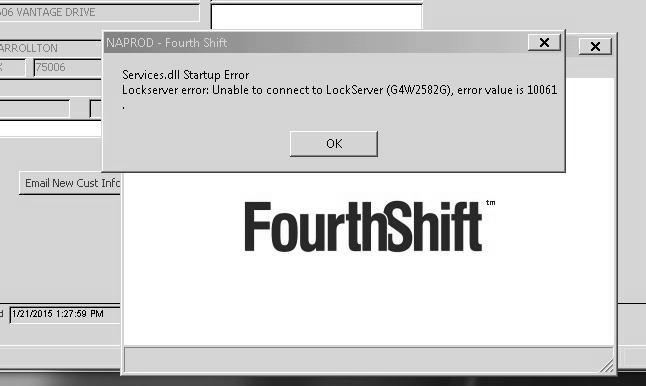 606 VANTAGE DRIVE
NAPROD - Fourth Shift
ARROLLTON
75006
Services.dll Startup Error
Lockserver error: Unable to connect to LockServer (G4W2582G), error value is 10061
.
OK
Email New Cust Info
FourthShift™
d 1/21/2015 1:27:59 PM